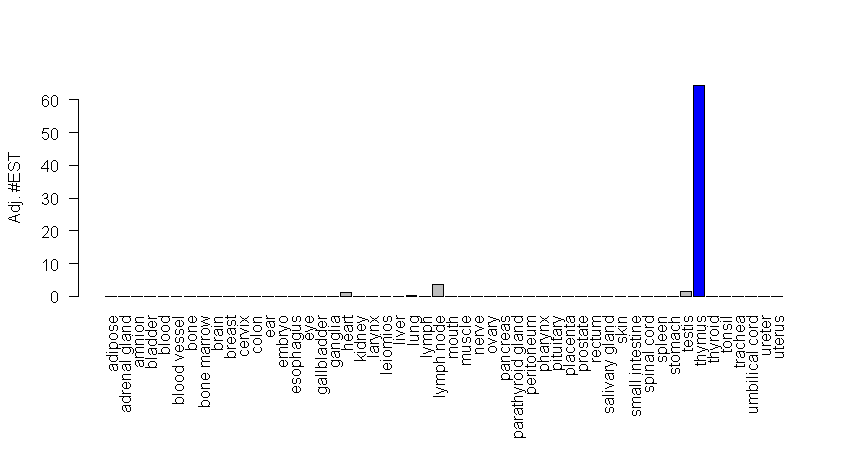 Adj. #EST
60
50
40
30
20
10
0
adipose
adrenal gland
amnion
bladder
blood
blood vessel
bone
bone marrow
brain
breast
cervix
colon
ear
embryo
esophagus
eye
gallbladder
ganglia
heart
kidney
larynx
leiomios
liver
lung
lymph
lymph node
mouth
muscle
nerve
ovary
pancreas
parathyroid gland
peritoneum
pharynx
pituitary
placenta
prostate
rectum
salivary gland
skin
small intestine
spinal cord
spleen
stomach
testis
thymus
thyroid
tonsil
trachea
umbilical cord
ureter
uterus